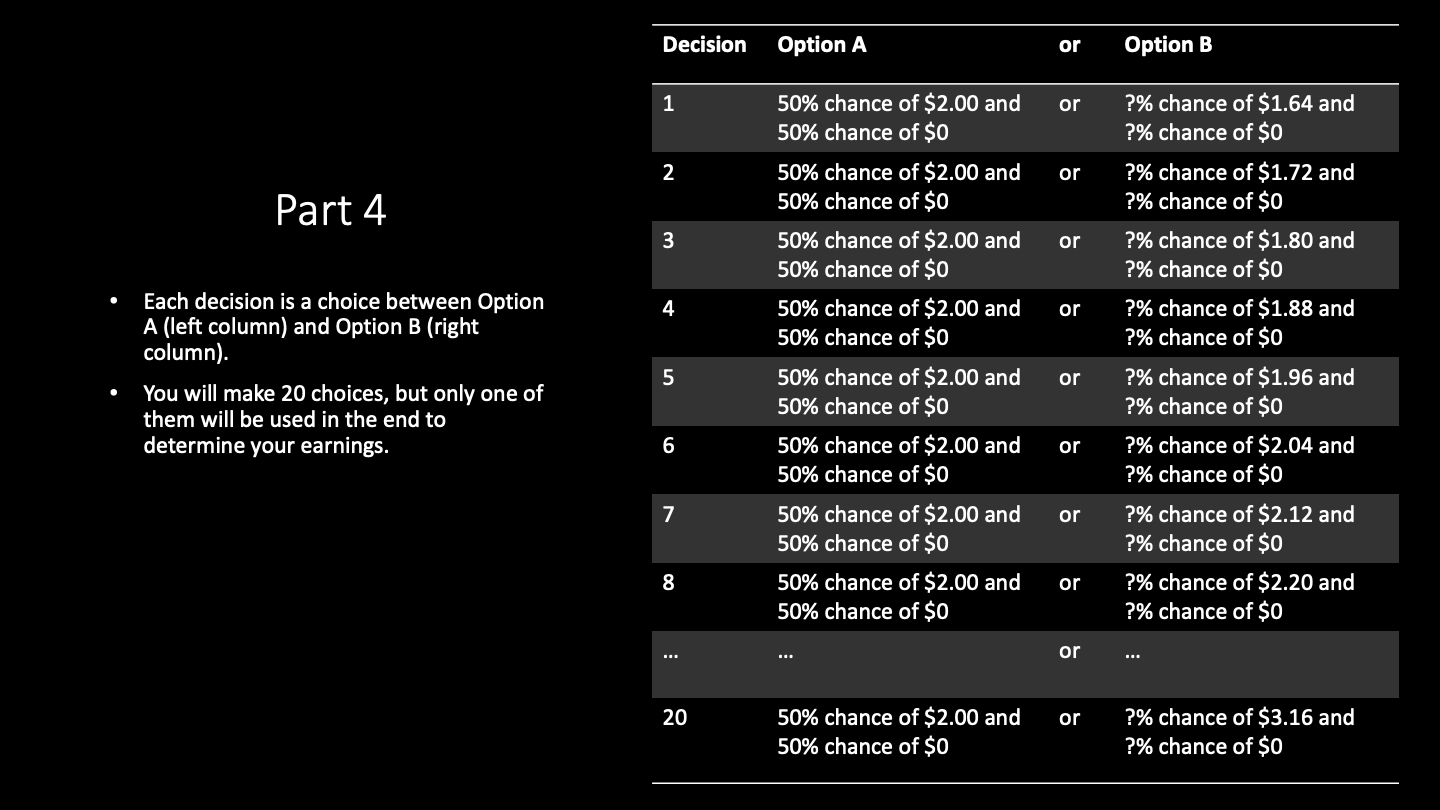 Part 4
• Each decision is a choice between Option
A (left column) and Option B (right
column).
• You will make 20 choices, but only one of
them will be used in the end to
determine your earnings.
Decision Option A or Option B
1 50% chance of $2.00 and or ?% chance of $1.64 and
50% chance of $0 ?% chance of $0
2 50% chance of $2.00 and or ?% chance of $1.72 and
50% chance of $0 ?% chance of $0
3 50% chance of $2.00 and or ?% chance of $1.80 and
50% chance of $0 ?% chance of $0
4 50% chance of $2.00 and or ?% chance of $1.88 and
50% chance of $0 ?% chance of $0
5 50% chance of $2.00 and or ?% chance of $1.96 and
50% chance of $0 ?% chance of $0
6 50% chance of $2.00 and or ?% chance of $2.04 and
50% chance of $0 ?% chance of $0
7 50% chance of $2.00 and or ?% chance of $2.12 and
50% chance of $0 ?% chance of $0
8 50% chance of $2.00 and or ?% chance of $2.20 and
50% chance of $0 ?% chance of $0
... ... or ...
20 50% chance of $2.00 and or ?% chance of $3.16 and
50% chance of $0 ?% chance of $0